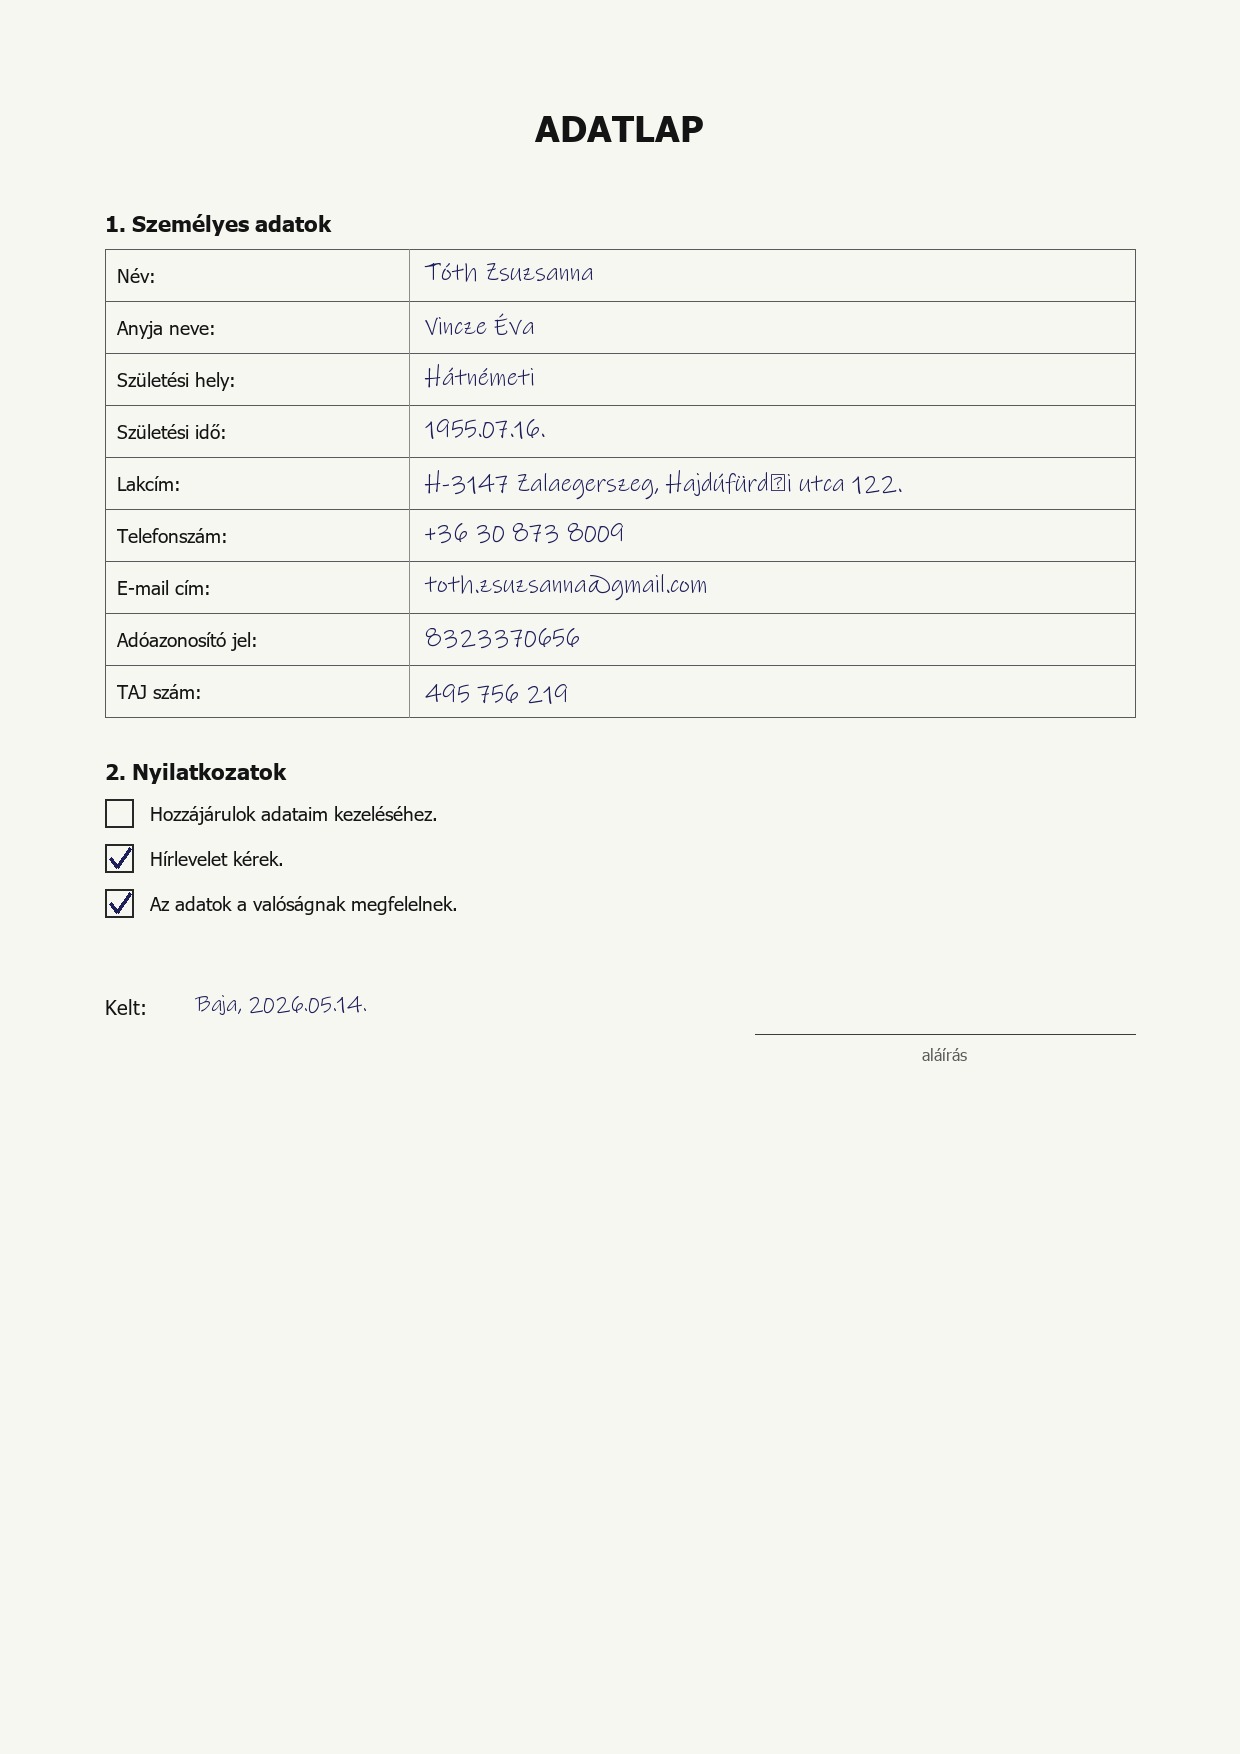 ADATLAP
1. Személyes adatok
Név: Tóth Zsuzsanna
Anyja neve: Vincze Éva
Születési hely: Hátnémeti
Születési idő: 1955.07.16.
Lakcím: H-3147 Zalaegerszeg, utca 122.
Telefonszám: +36 30 873 8009
E-mail cím: toth.zsuzsanna@gmail.com
Adóazonosító jel: 8323370656
TAJ szám: 495 756 219
2. Nyilatkozatok
Hozzájárulok adataim kezeléséhez.
Hírlevelet kérek.
Az adatok a valóságnak megfelelnek.
Kelt: Baja, 2026.05.14.
aláírás